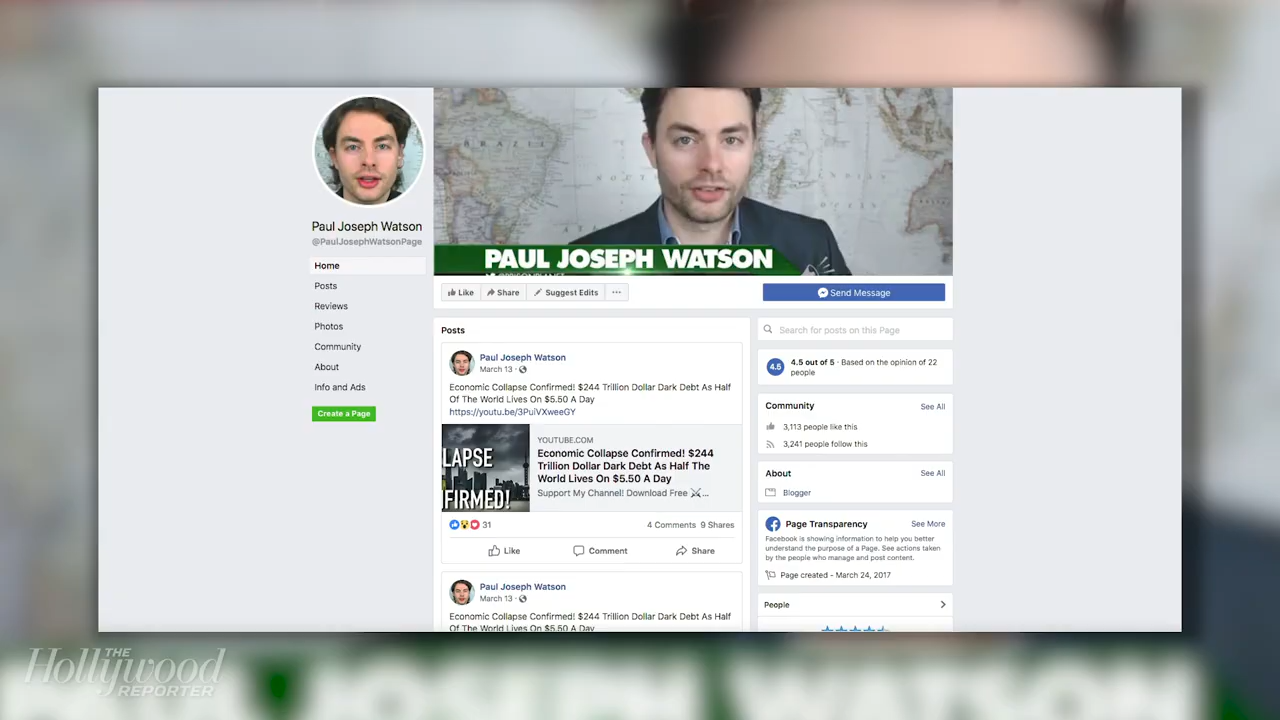 BRAZIL
INDIAN
OCEAN
PAUL JOSEPH WATSON
Paul Joseph Watson
@PaulJosephWatsonPage
Home
Posts
Reviews
Photos
Community
About
Info and Ads
Create a Page
Like Share Suggest Edits ...
Send Message
Posts
Paul Joseph Watson
March 13 ·
Economic Collapse Confirmed! $244 Trillion Dollar Dark Debt As Half
Of The World Lives On $5.50 A Day
https://youtu.be/3PuiVXweeGY
LAPSE
NFIRMED!
YOUTUBE.COM
Economic Collapse Confirmed! $244
Trillion Dollar Dark Debt As Half The
World Lives On $5.50 A Day
Support My Channel! Download Free ⚔...
31
4 Comments 9 Shares
Like Comment Share
Paul Joseph Watson
March 13 ·
Economic Collapse Confirmed! $244 Trillion Dollar Dark Debt As Half
Of The World Lives On $5.50 A Day
Search for posts on this Page
4.5
4.5 out of 5 · Based on the opinion of 22
people
Community See All
3,113 people like this
3,241 people follow this
About See All
Blogger
Page Transparency See More
Facebook is showing information to help you better
understand the purpose of a Page. See actions taken
by the people who manage and post content.
Page created - March 24, 2017
People
THE
Hollywood
REPORTER